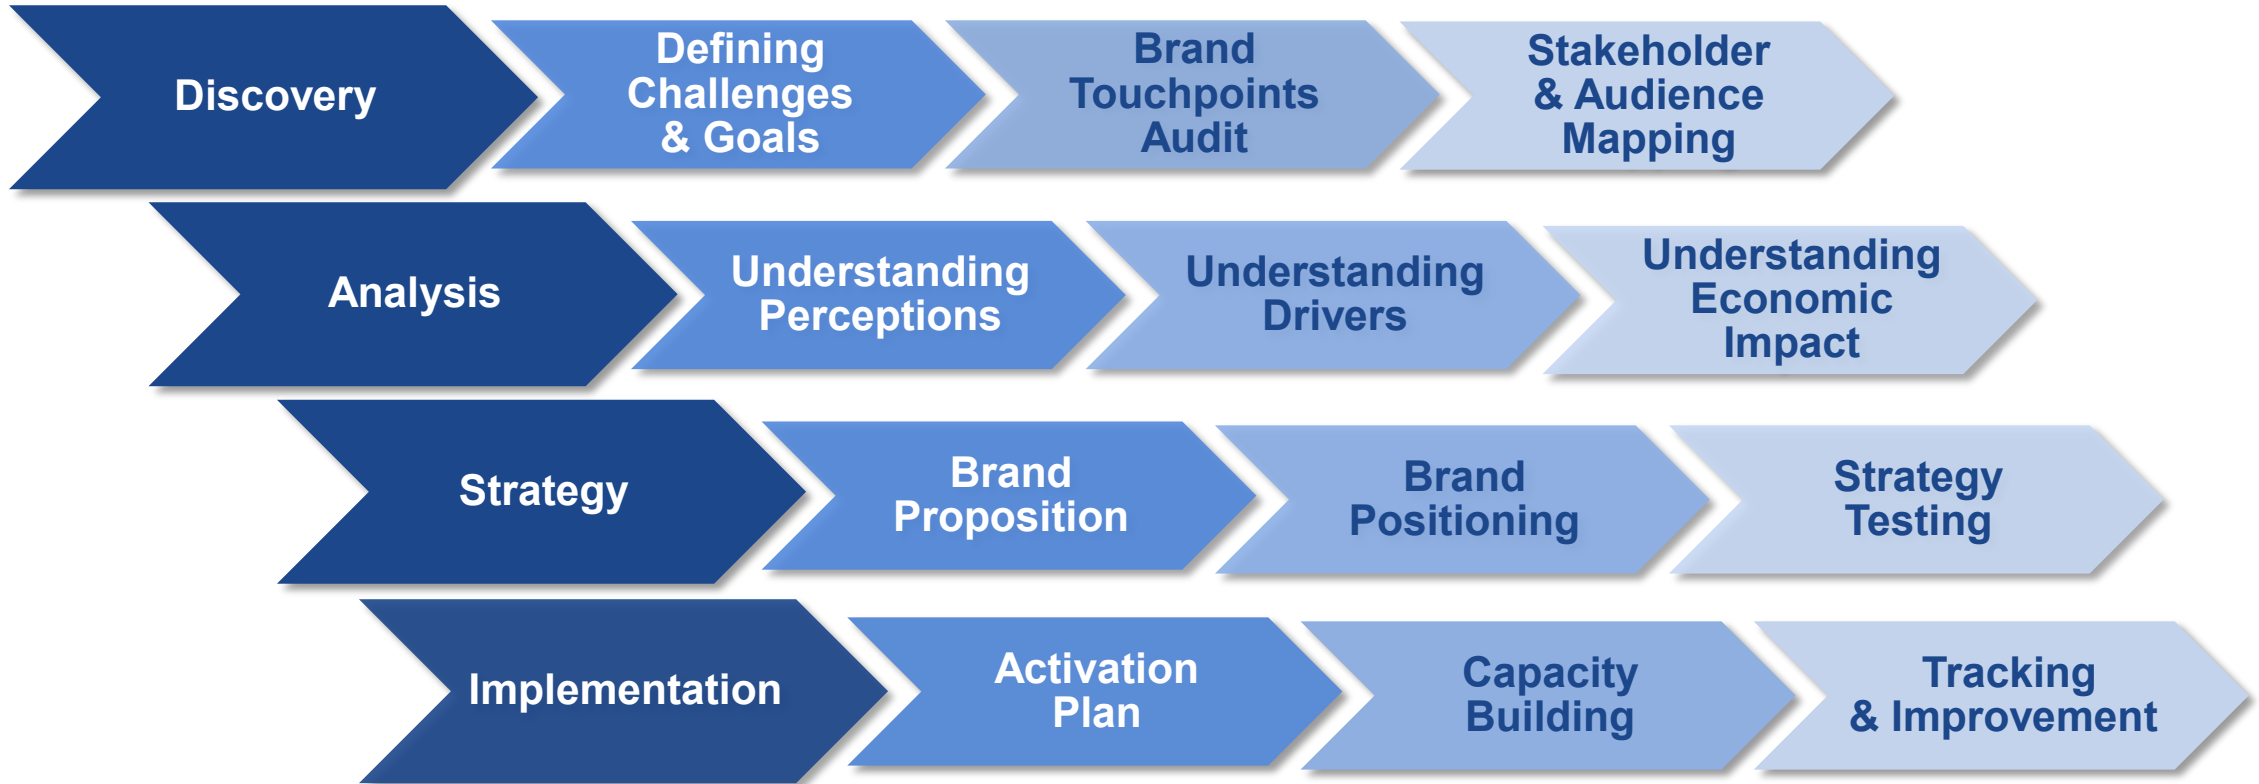 Discovery
Defining
Challenges
& Goals
Brand
Touchpoints
Audit
Stakeholder
& Audience
Mapping
Analysis
Understanding
Perceptions
Understanding
Drivers
Understanding
Economic
Impact
Strategy
Brand
Proposition
Brand
Positioning
Strategy
Testing
Implementation
Activation
Plan
Capacity
Building
Tracking
& Improvement